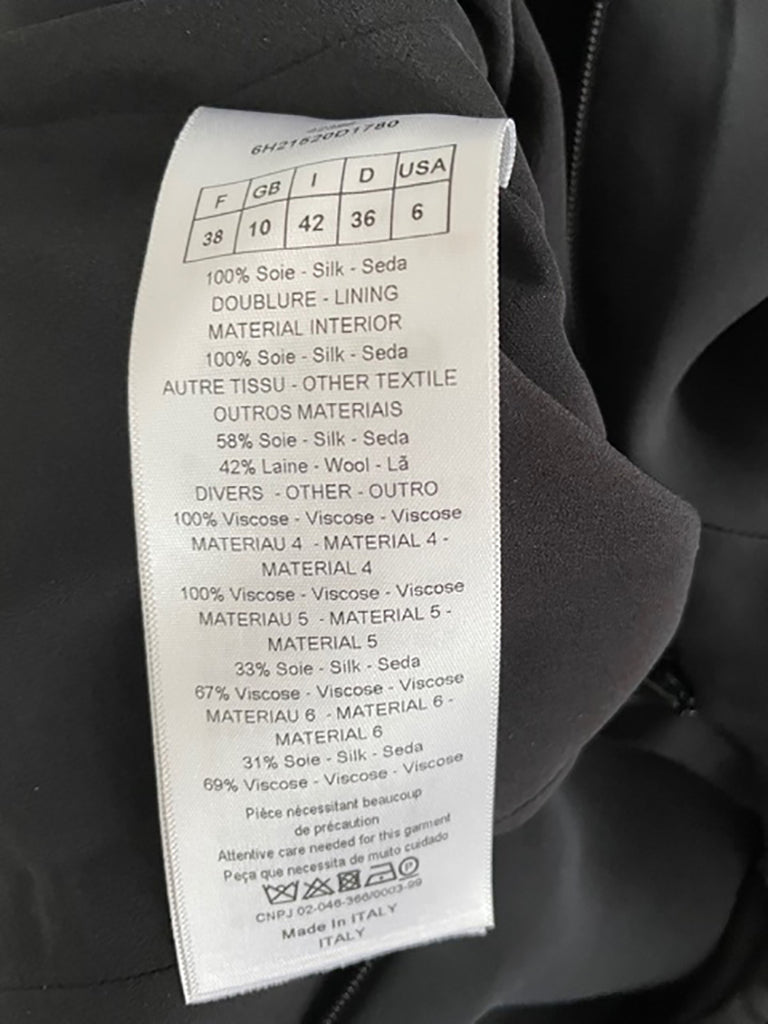 6H21520D1780
F GB I D USA
38 10 42 36 6
100% Soie - Silk - Seda
DOUBLURE - LINING
MATERIAL INTERIOR
100% Soie - Silk - Seda
AUTRE TISSU - OTHER TEXTILE
OUTROS MATERIAIS
58% Soie - Silk - Seda
42% Laine - Wool - Lã
DIVERS - OTHER - OUTRO
100% Viscose - Viscose - Viscose
MATERIAU 4 - MATERIAL 4 -
MATERIAL 4
100% Viscose - Viscose - Viscose
MATERIAU 5 - MATERIAL 5 -
MATERIAL 5
33% Soie - Silk - Seda
67% Viscose - Viscose - Viscose
MATERIAU 6 - MATERIAL 6 -
MATERIAL 6
31% Soie - Silk - Seda
69% Viscose - Viscose - Viscose
Pièce nécessitant beaucoup
de précaution
Attentive care needed for this garment
Peça que necessita de muito cuidado
P
CNPJ 02-046-366/0003-99
Made In ITALY
ITALY